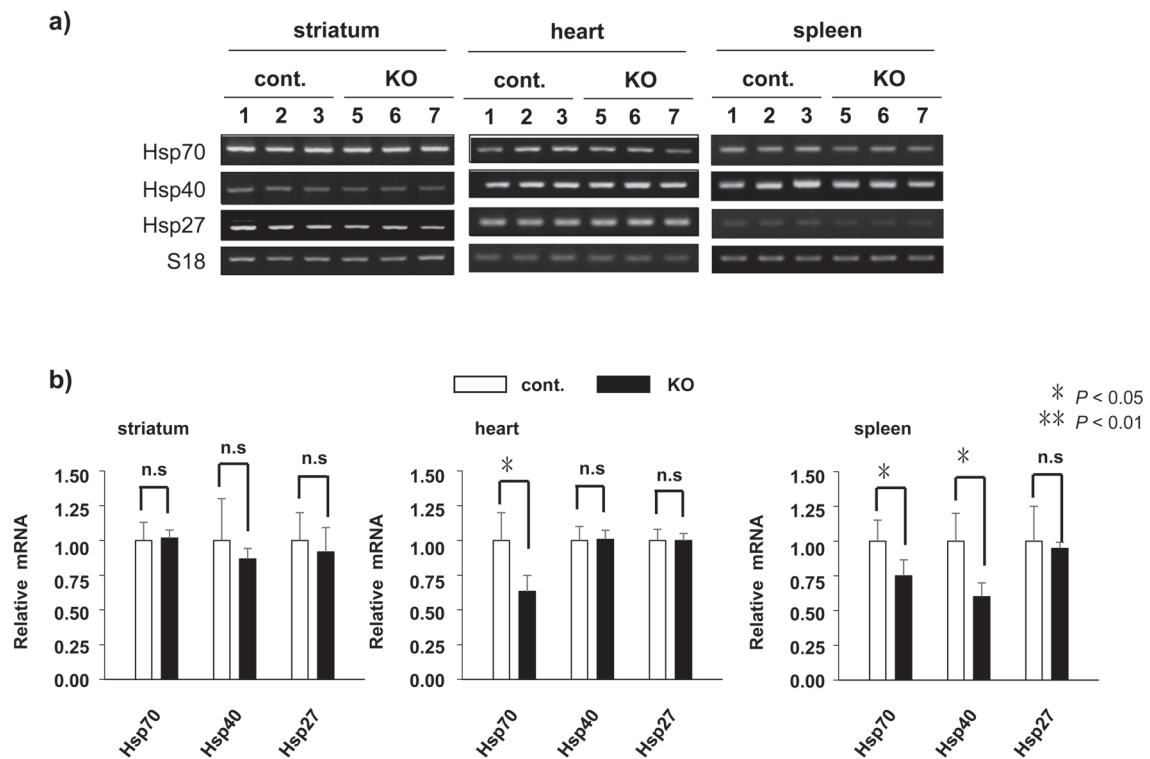 a)
striatum heart spleen
cont. KO cont. KO cont. KO
1 2 3 5 6 7 1 2 3 5 6 7 1 2 3 5 6 7
Hsp70
Hsp40
Hsp27
S18
b)
cont. KO
* P < 0.05
** P < 0.01
striatum
n.s n.s n.s
1.50
1.25
1.00
0.75
0.50
0.25
0.00
Relative mRNA
Hsp70 Hsp40 Hsp27
heart
* n.s n.s
1.50
1.25
1.00
0.75
0.50
0.25
0.00
Relative mRNA
Hsp70 Hsp40 Hsp27
spleen
* * n.s
1.50
1.25
1.00
0.75
0.50
0.25
0.00
Relative mRNA
Hsp70 Hsp40 Hsp27